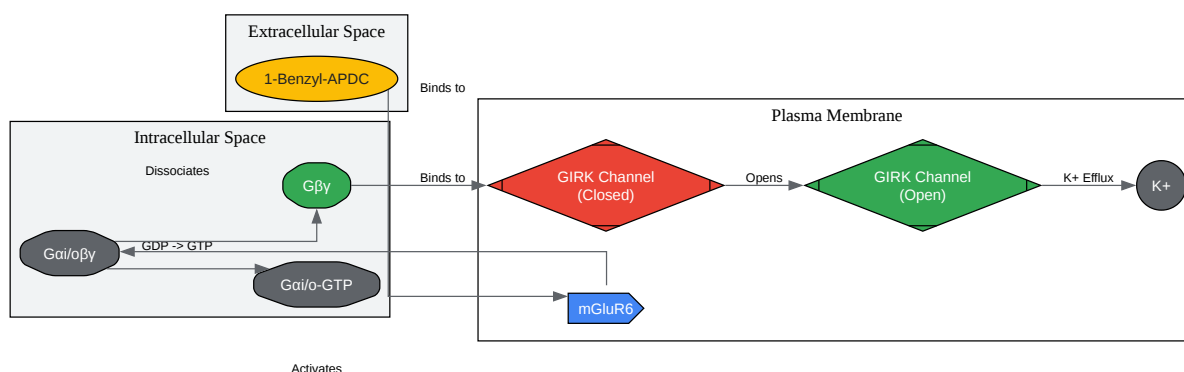 Extracellular Space
1-Benzyl-APDC
Binds to
Plasma Membrane
Intracellular Space
Dissociates
Gβγ
Binds to
GIRK Channel
(Closed)
Opens
GIRK Channel
(Open)
K+ Efflux
K+
Gαi/oβγ
GDP -> GTP
Gαi/o-GTP
mGluR6
Activates